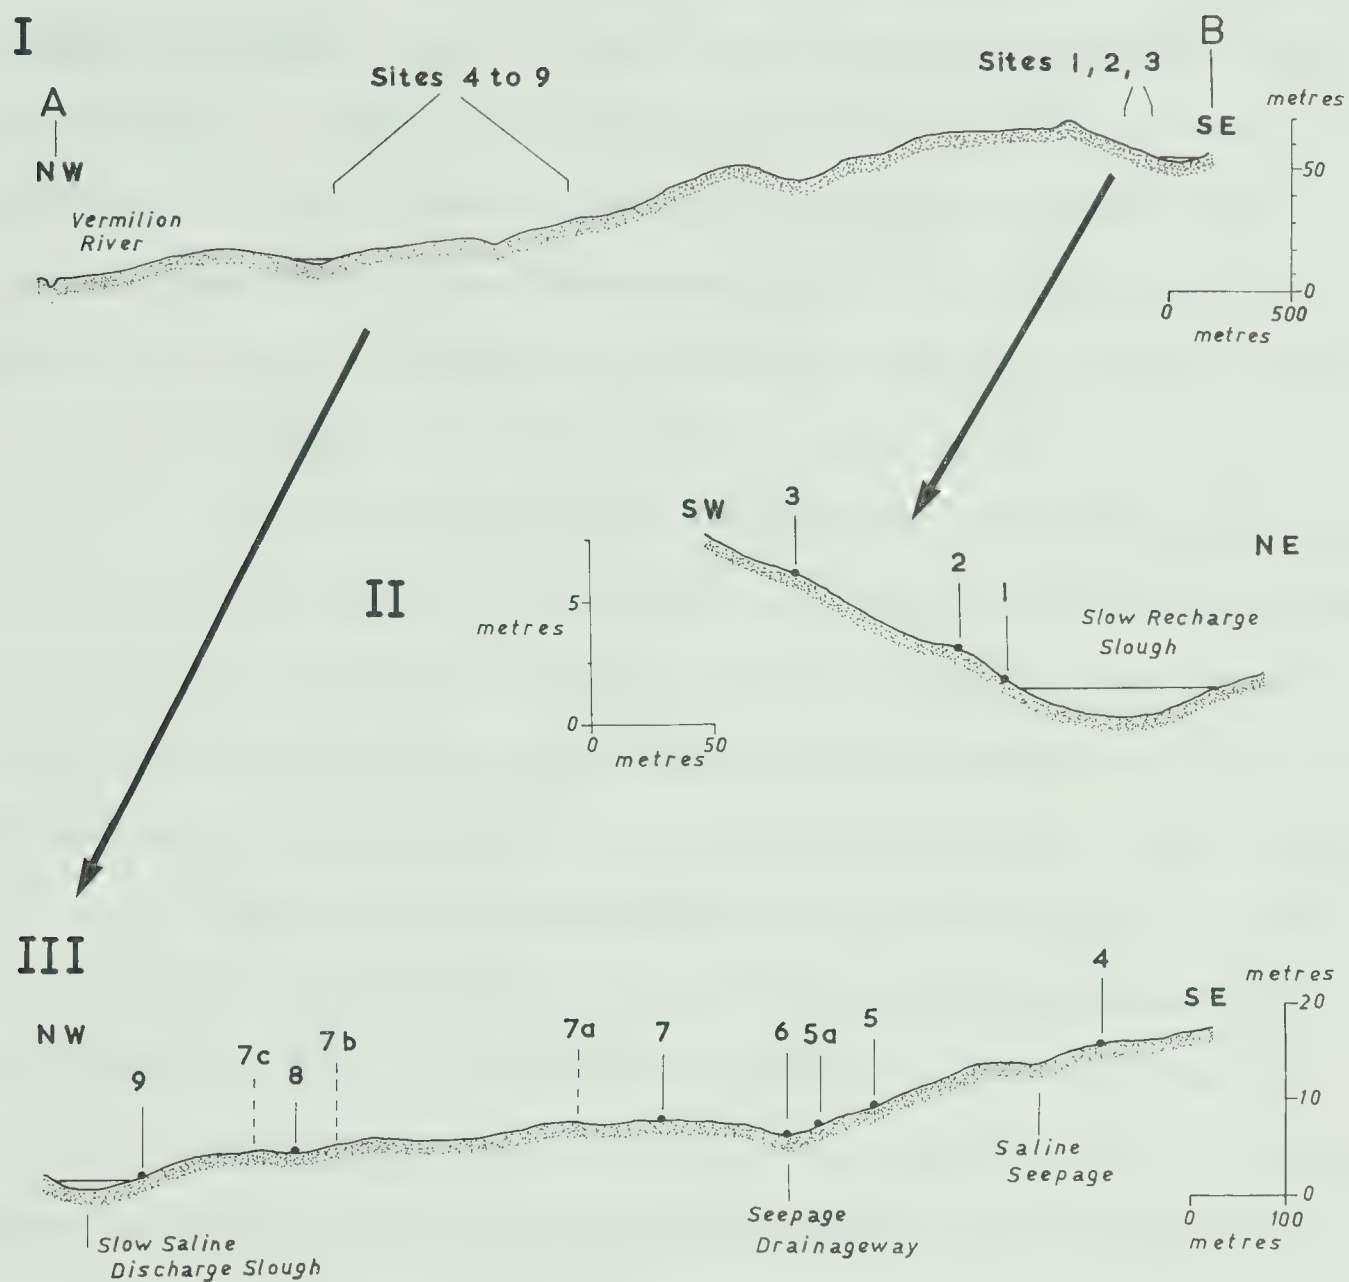 I
A
NW
Vermilion
River
Sites 4 to 9
Sites 1, 2, 3
B
SE
metres
50
0
0 500
metres
II
SW
3
2
1
NE
Slow Recharge
Slough
metres
5
0
0 50
metres
III
NW
9
7c
8
7b
7a
7
6
5a
5
4
SE
metres
20
10
0
0 100
metres
Slow Saline
Discharge Slough
Seepage
Drainageway
Saline
Seepage